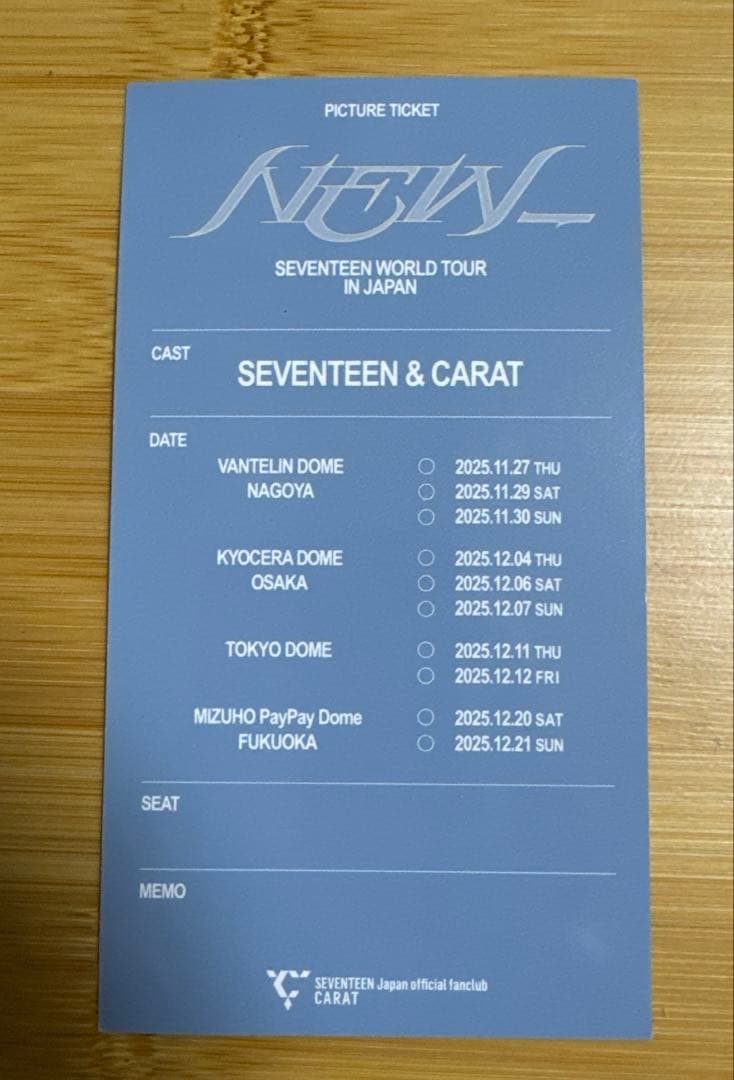 PICTURE TICKET
NEW_
SEVENTEEN WORLD TOUR
IN JAPAN
CAST
SEVENTEEN & CARAT
DATE
VANTELIN DOME
NAGOYA
○ 2025.11.27 THU
○ 2025.11.29 SAT
○ 2025.11.30 SUN
KYOCERA DOME
OSAKA
○ 2025.12.04 THU
○ 2025.12.06 SAT
○ 2025.12.07 SUN
TOKYO DOME
○ 2025.12.11 THU
○ 2025.12.12 FRI
MIZUHO PayPay Dome
FUKUOKA
○ 2025.12.20 SAT
○ 2025.12.21 SUN
SEAT
MEMO
SEVENTEEN Japan official fanclub
CARAT